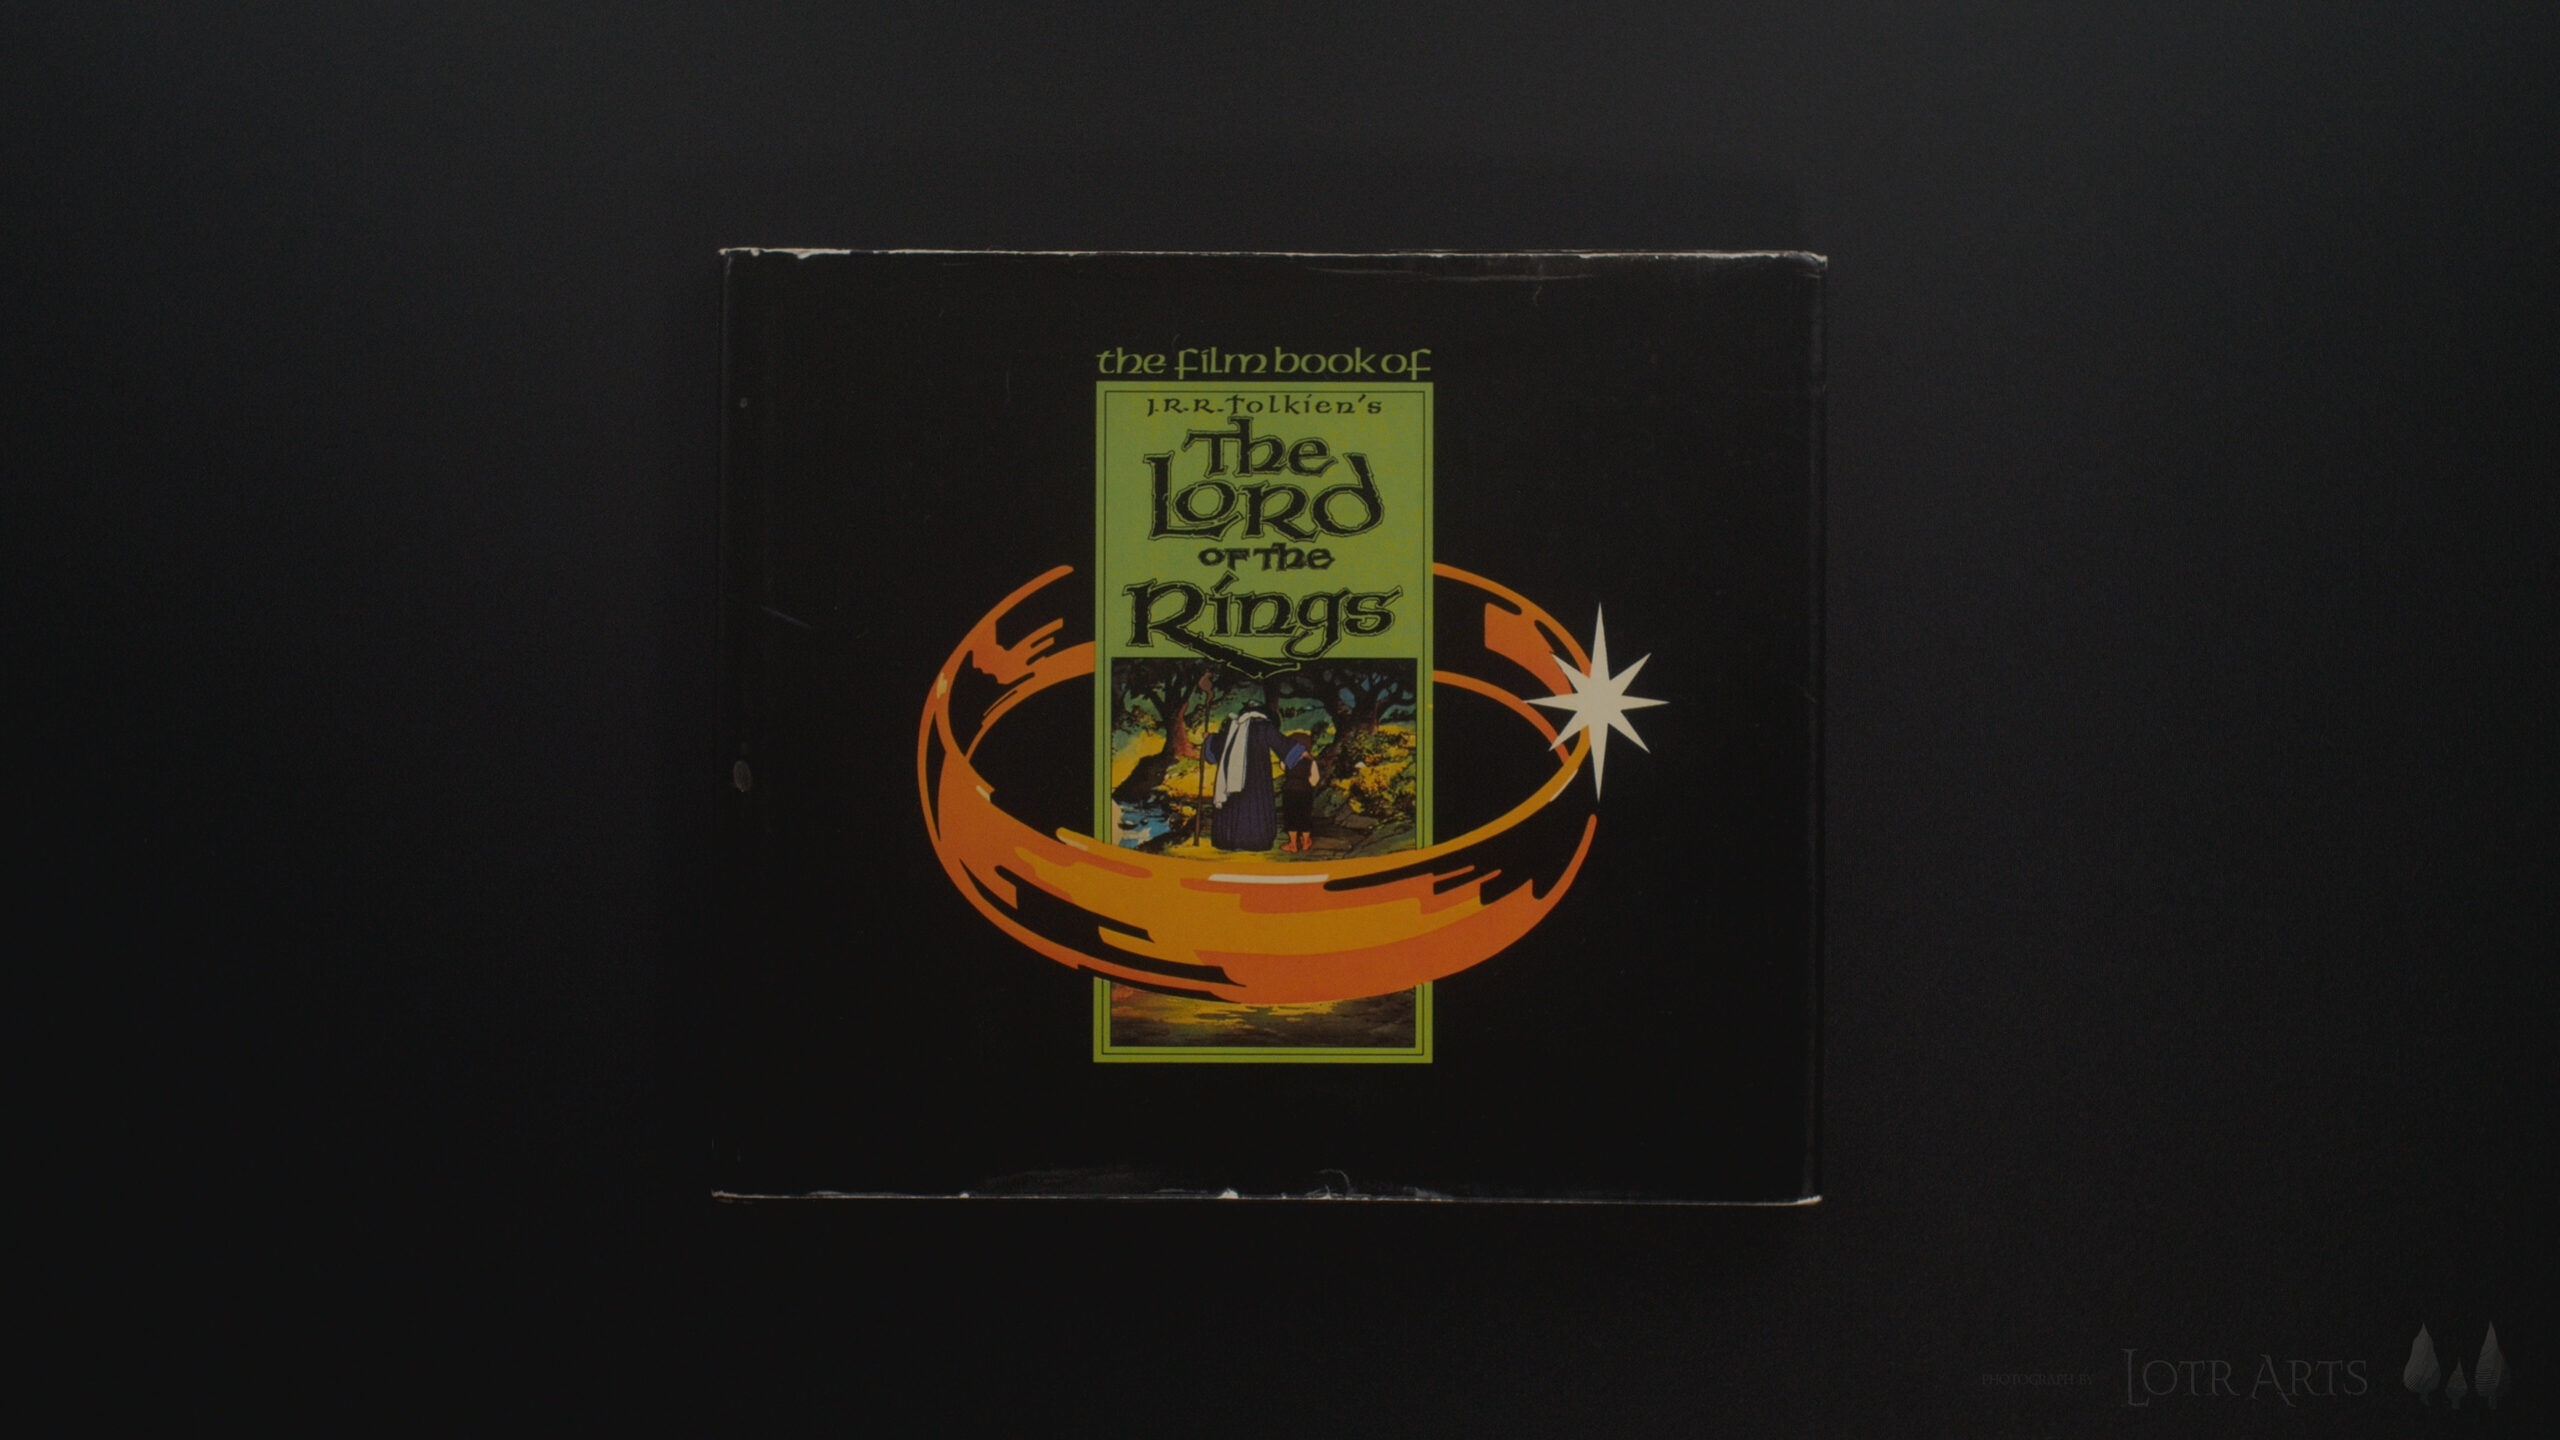 the film book of
J.R.R. Tolkien's
The
Lord
of the
Rings
PHOTOGRAPH BY
LOTR ARTS